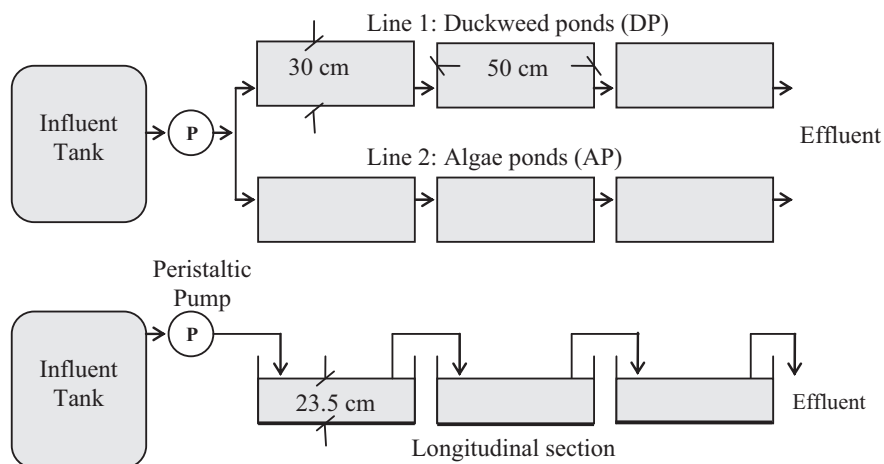 Line 1: Duckweed ponds (DP)
30 cm
50 cm
Influent
Tank
P
Effluent
Line 2: Algae ponds (AP)
Peristaltic
Pump
P
Influent
Tank
23.5 cm
Effluent
Longitudinal section